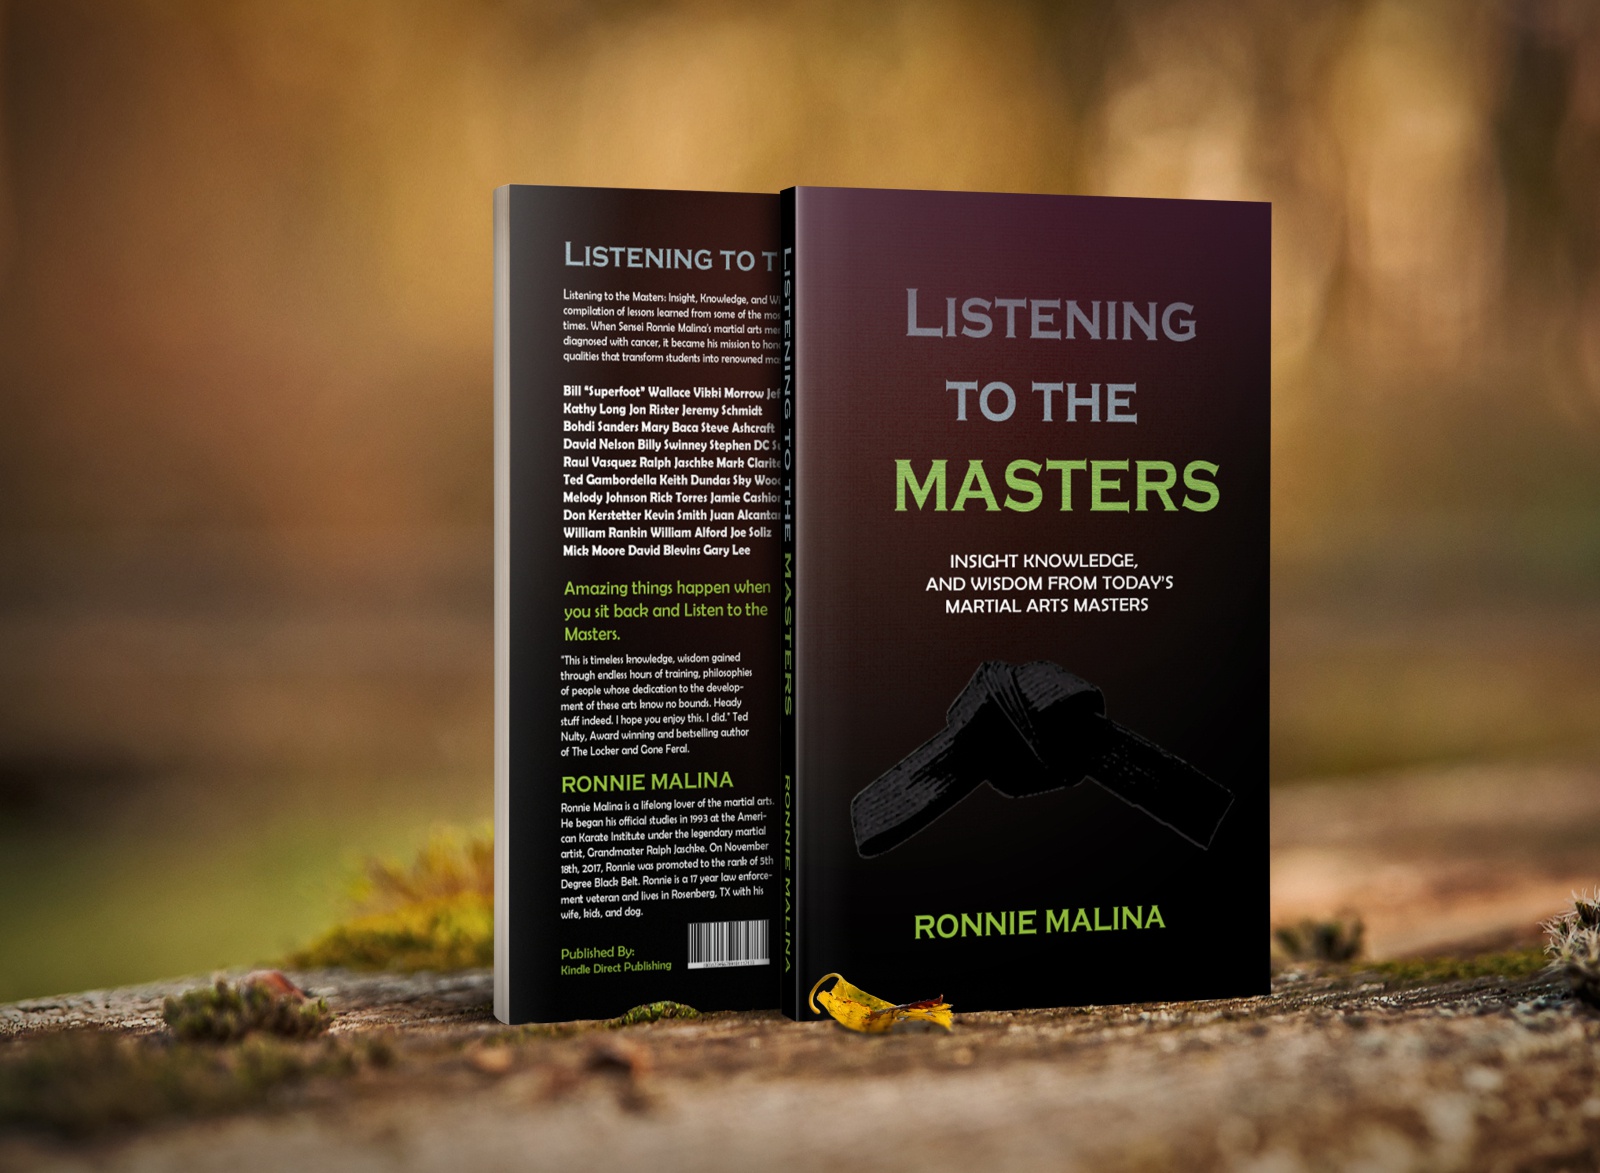 LISTENING TO T
Listening to the Masters: Insight, Knowledge, and Wi
compilation of lessons learned from some of the mos
times. When Sensei Ronnie Malina's martial arts men
diagnosed with cancer, it became his mission to hono
qualities that transform students into renowned ma
Bill "Superfoot" Wallace Vikki Morrow Jef
Kathy Long Jon Rister Jeremy Schmidt
Bohdi Sanders Mary Baca Steve Ashcraft
David Nelson Billy Swinney Stephen DC
Raul Vasquez Ralph Jaschke Mark
Ted Gambordella Keith Dundas Sky
Melody Johnson Rick Torres Jamie
Don Kerstetter Kevin Smith Juan
William Rankin William Alford Joe Soliz
Mick Moore David Blevins Gary Lee
Amazing things happen when
you sit back and Listen to the
Masters.
"This is timeless knowledge, wisdom gained
through endless hours of training, philosophies
of people whose dedication to the develop-
ment of these arts know no bounds. Heady
stuff indeed. I hope you enjoy this. I did." Ted
Nulty, Award winning and bestselling author
of The Locker and Gone Feral.
RONNIE MALINA
Ronnie Malina is a lifelong lover of the martial arts.
He began his official studies in 1993 at the Ameri-
can Karate Institute under the legendary martial
artist, Grandmaster Ralph Jaschke. On November
18th, 2017, Ronnie was promoted to the rank of 5th
Degree Black Belt. Ronnie is a 17 year law enforce-
ment veteran and lives in Rosenberg, TX with his
wife, kids, and dog.
Published By:
Kindle Direct Publishing
LISTENING TO THE MASTERS RONNIE MALINA
LISTENING
TO THE
MASTERS
INSIGHT KNOWLEDGE,
AND WISDOM FROM TODAY'S
MARTIAL ARTS MASTERS
RONNIE MALINA